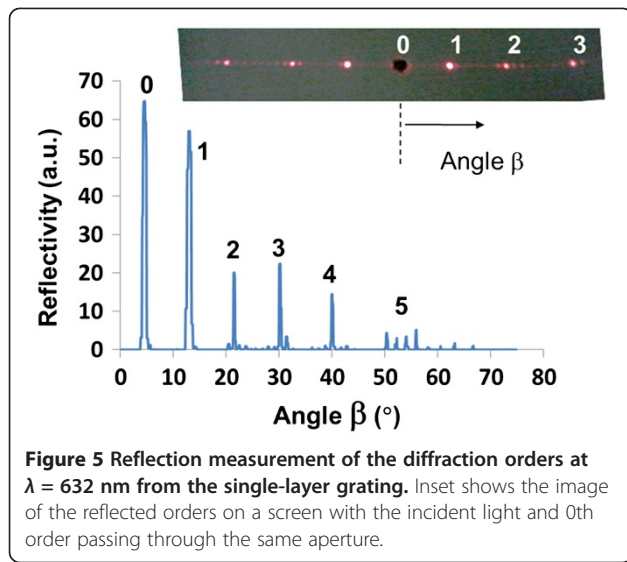 0 1 2 3
Angle β
70
60
50
40
30
20
10
0
Reflectivity (a.u.)
0
1
2
3
4
5
0 10 20 30 40 50 60 70 80
Angle β (°)
Figure 5 Reflection measurement of the diffraction orders at
λ = 632 nm from the single-layer grating. Inset shows the image
of the reflected orders on a screen with the incident light and 0th
order passing through the same aperture.